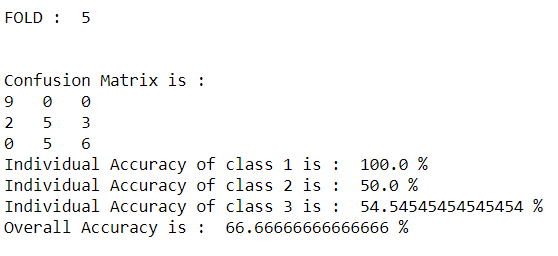 FOLD :  5
Confusion Matrix is :
9   0   0
2   5   3
0   5   6
Individual Accuracy of class 1 is :  100.0 %
Individual Accuracy of class 2 is :  50.0 %
Individual Accuracy of class 3 is :  54.54545454545454 %
Overall Accuracy is :  66.66666666666666 %